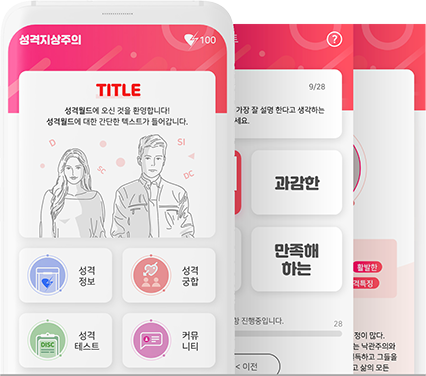 성격지상주의
100
TITLE
성격월드에 오신 것을 환영합니다!
성격월드에 대한 간단한 텍스트가 들어갑니다.
D
SC
SI
DC
성격
정보
성격
궁합
DISC
성격
테스트
커뮤
니티
트
?
9/28
가장 잘 설명 한다고 생각하는
세요.
과감한
만족해
하는
진행중입니다.
28
< 이전
활발한
격특징
정이 많다.
는 낙관주의와
득하고 그들을
고 삶의 모든